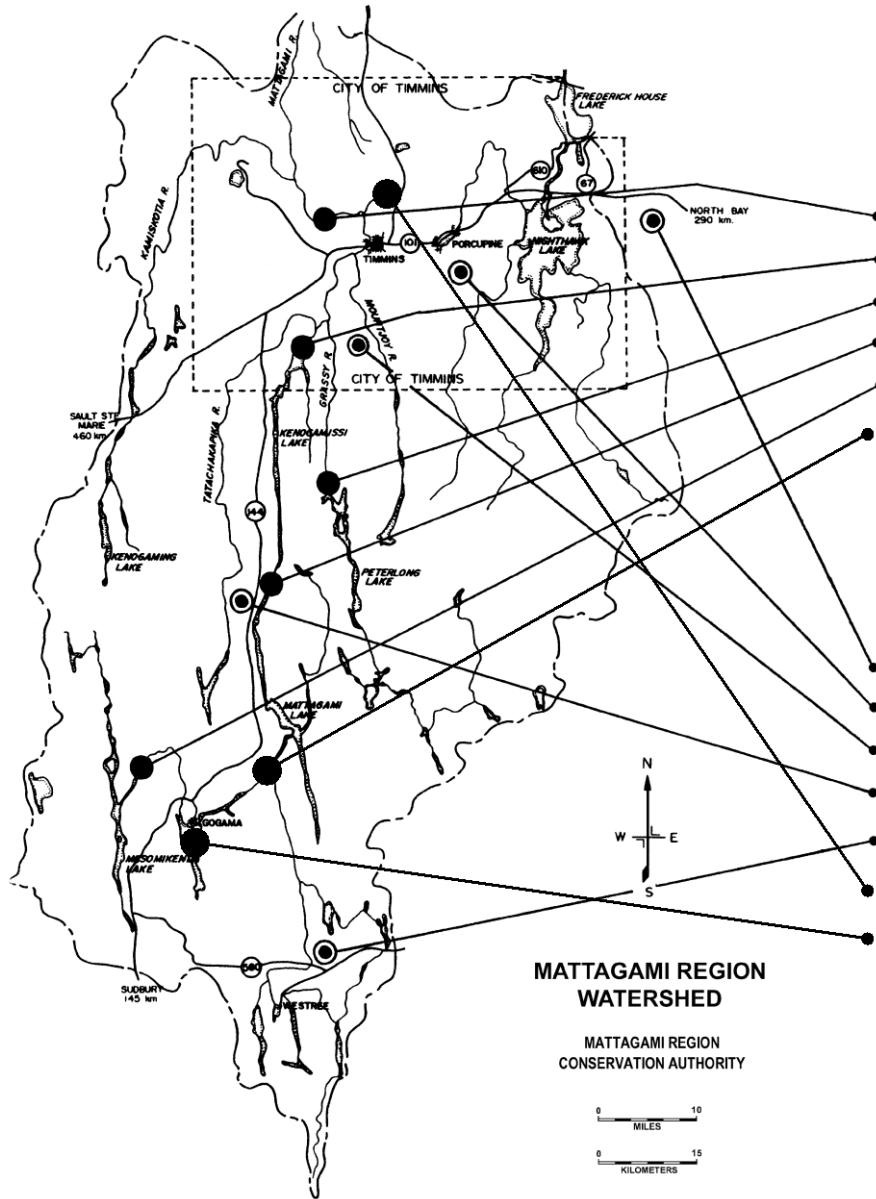 MATTAGAMI R.
CITY OF TIMMINS
FREDERICK HOUSE
LAKE
KAMISKOTIA R.
610
67
NORTH BAY
290 km.
101
PORCUPINE
TIMMINS
NIGHTHAWK
LAKE
MOUNTJOY R.
GRASSY R.
CITY OF TIMMINS
SAULT STE
MARIE
460 km
TATACHAKAPIKA R.
KENOGAMISSI
LAKE
144
KENOGAMING
LAKE
PETERLONG
LAKE
MATTAGAMI
LAKE
GOGAMA
MESOMIKENDA
LAKE
N
W E
S
560
SUDBURY
145 km
WESTREE
MATTAGAMI REGION
WATERSHED
MATTAGAMI REGION
CONSERVATION AUTHORITY
0 10
MILES
0 15
KILOMETERS